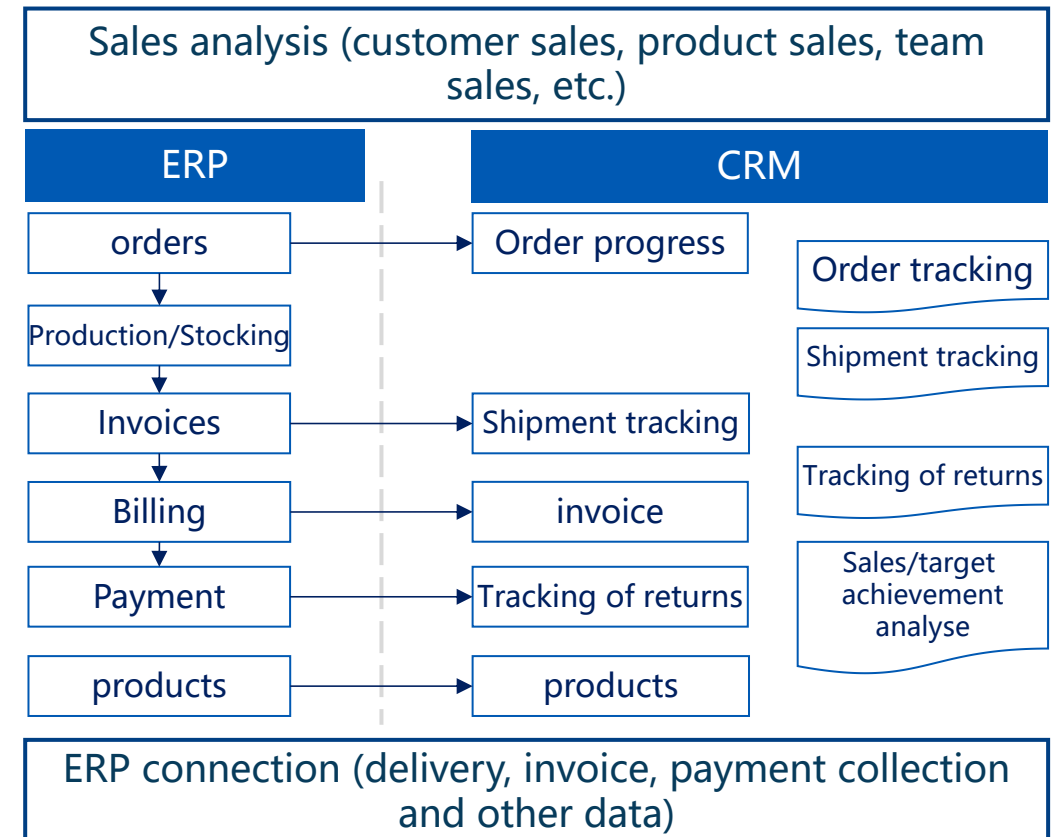 Sales analysis (customer sales, product sales, team
sales, etc.)
ERP
CRM
orders
Order progress
Order tracking
Production/Stocking
Shipment tracking
Invoices
Shipment tracking
Tracking of returns
Billing
invoice
Sales/target
achievement
analyse
Payment
Tracking of returns
products
products
ERP connection (delivery, invoice, payment collection
and other data)